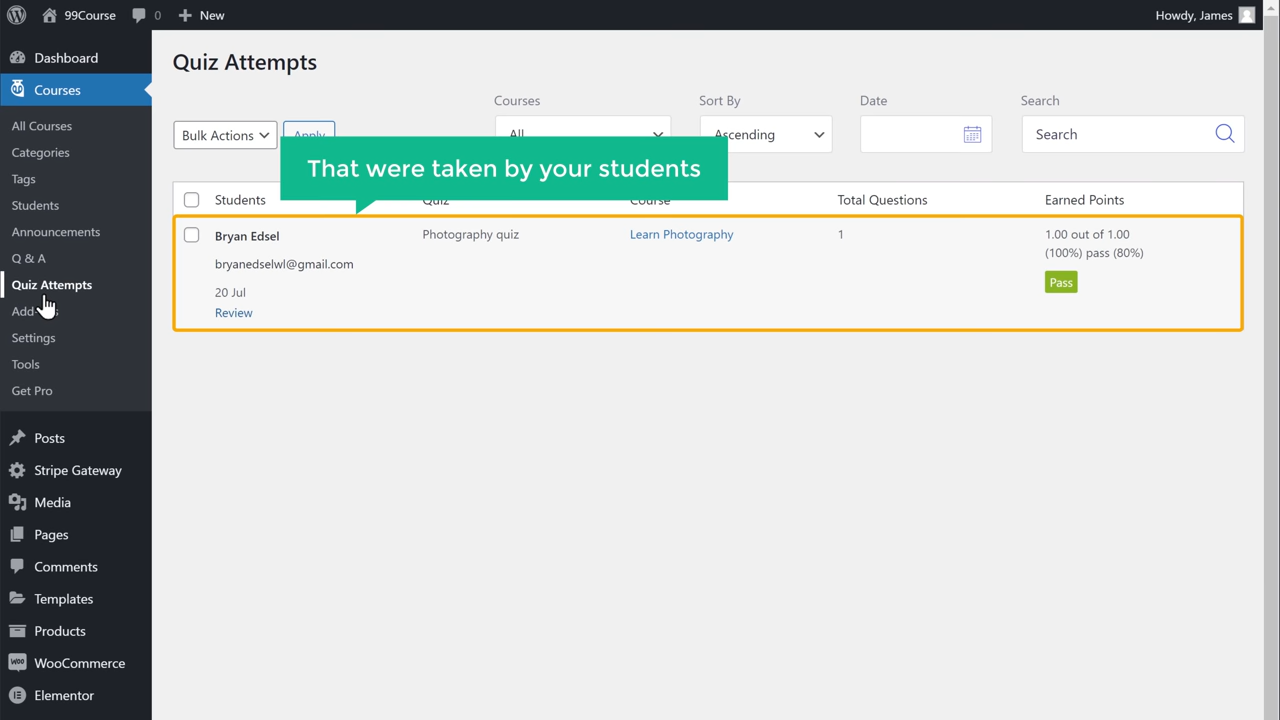 99Course
0
New
Howdy, James
Dashboard
Courses
All Courses
Categories
Tags
Students
Announcements
Q & A
Quiz Attempts
Settings
Tools
Get Pro
Posts
Stripe Gateway
Media
Pages
Comments
Templates
Products
WooCommerce
Elementor
Quiz Attempts
Courses
Sort By
Date
Search
Bulk Actions
Apply
All
Ascending
Search
That were taken by your students
Students
Quiz
Course
Total Questions
Earned Points
Bryan Edsel
Photography quiz
Learn Photography
1
1.00 out of 1.00
(100%) pass (80%)
bryanedselwl@gmail.com
Pass
20 Jul
Review